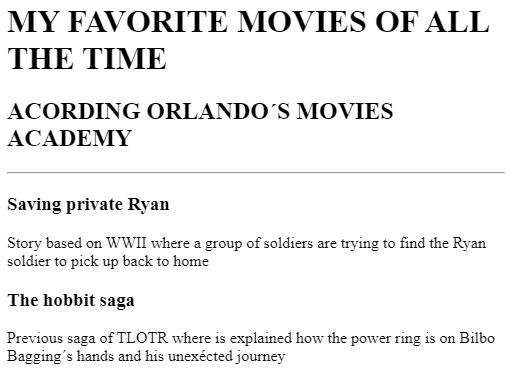 MY FAVORITE MOVIES OF ALL
THE TIME
ACORDING ORLANDO´S MOVIES
ACADEMY
Saving private Ryan
Story based on WWII where a group of soldiers are trying to find the Ryan
soldier to pick up back to home
The hobbit saga
Previous saga of TLOTR where is explained how the power ring is on Bilbo
Bagging´s hands and his unexécted journey